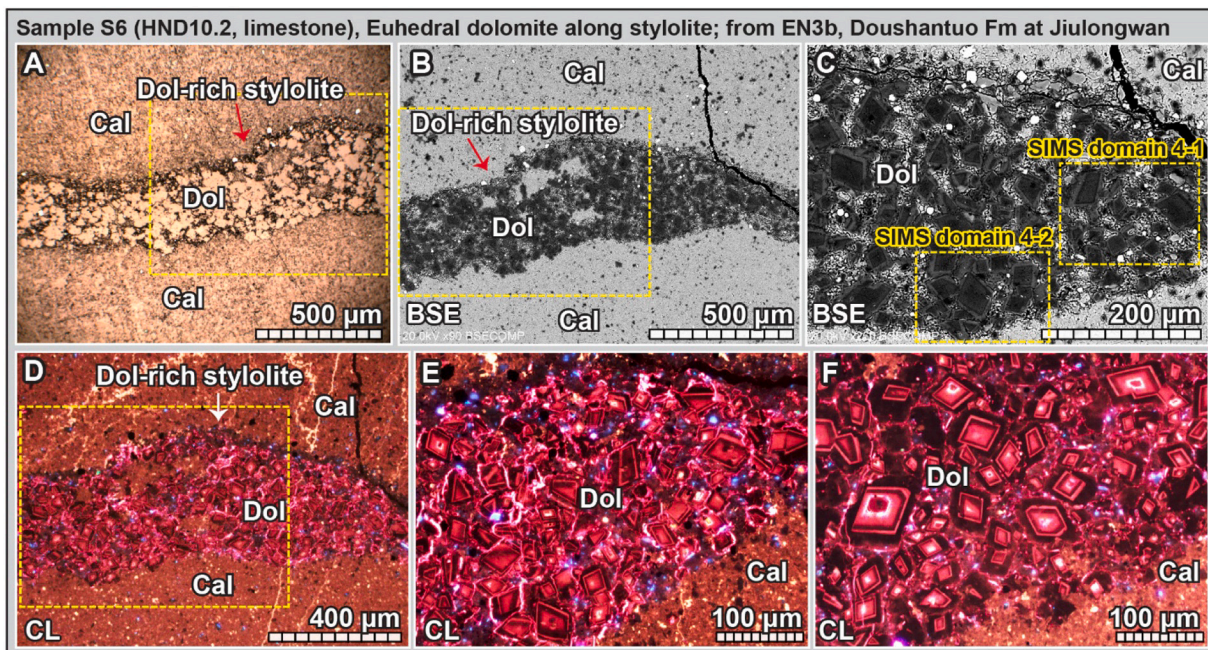 Sample S6 (HND10.2, limestone), Euhedral dolomite along stylolite; from EN3b, Doushantuo Fm at Jiulongwan
A
Dol-rich stylolite
Cal
Dol
Cal
500 µm
B
Cal
Dol-rich stylolite
Dol
BSE
Cal
500 µm
20.0kV x90 BSECOMP
C
Cal
SIMS domain 4-1
Dol
SIMS domain 4-2
BSE
200 µm
D
Dol-rich stylolite
Cal
Dol
Cal
CL
400 µm
E
Dol
Cal
CL
100 µm
F
Dol
Cal
CL
100 µm